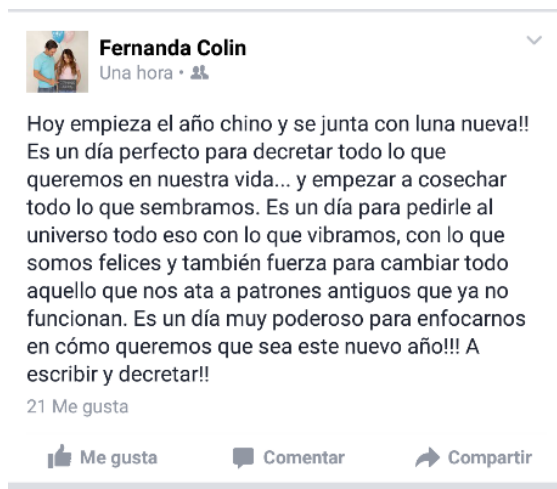 Fernanda Colin
Una hora •
Hoy empieza el año chino y se junta con luna nueva!!
Es un día perfecto para decretar todo lo que
queremos en nuestra vida... y empezar a cosechar
todo lo que sembramos. Es un día para pedirle al
universo todo eso con lo que vibramos, con lo que
somos felices y también fuerza para cambiar todo
aquello que nos ata a patrones antiguos que ya no
funcionan. Es un día muy poderoso para enfocarnos
en cómo queremos que sea este nuevo año!!! A
escribir y decretar!!
21 Me gusta
Me gusta Comentar Compartir